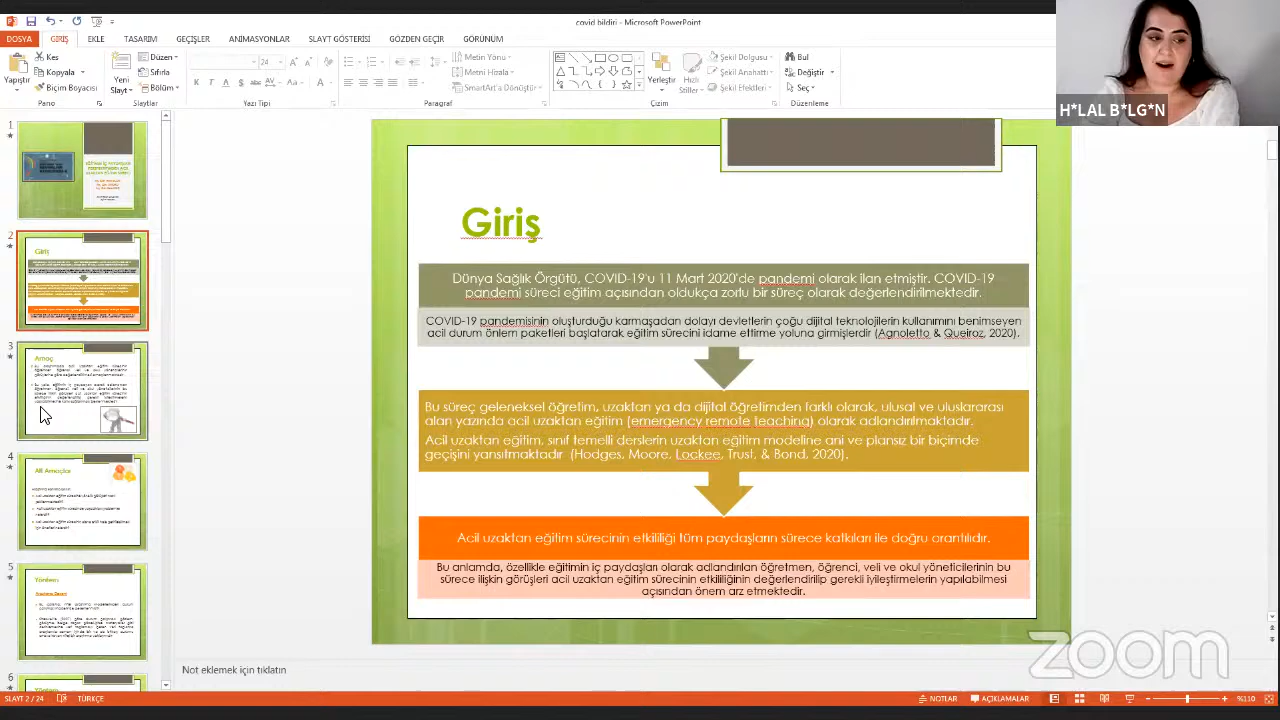 covid bildiri - Microsoft PowerPoint
DOSYA GİRİŞ EKLE TASARIM GEÇİŞLER ANİMASYONLAR SLAYT GÖSTERİSİ GÖZDEN GEÇİR GÖRÜNÜM
Yapıştır
Kes
Kopyala
Biçim Boyacısı
Pano
Yeni Slayt
Düzen
Sıfırla
Bölüm
Slaytlar
24
Yazı Tipi
Metin Yönü
Metni Hizala
SmartArt'a Dönüştür
Paragraf
Yerleştir
Hızlı Stiller
Şekil Dolgusu
Şekil Anahattı
Şekil Efektleri
Çizim
Bul
Değiştir
Seç
Düzenleme
H*LAL B*LG*N
1
2
Giriş
3
Amaç
4
Alt Amaçlar
5
Yöntem
6
Yöntem
Giriş
Dünya Sağlık Örgütü, COVID-19'u 11 Mart 2020'de pandemi olarak ilan etmiştir. COVID-19
pandemi süreci eğitim açısından oldukça zorlu bir süreç olarak değerlendirilmektedir.
COVID-19 pandemisinin oluşturduğu karmaşadan dolayı devletlerin çoğu dijital teknolojilerin kullanımını benimseyen
acil durum önlem paketleri başlatarak eğitim sürecini idame ettirme yoluna girmişlerdir (Agnoletto & Queiroz, 2020).
Bu süreç geleneksel öğretim, uzaktan ya da dijital öğretimden farklı olarak, ulusal ve uluslararası
alan yazında acil uzaktan eğitim (emergency remote teaching) olarak adlandırılmaktadır.
Acil uzaktan eğitim, sınıf temelli derslerin uzaktan eğitim modeline ani ve plansız bir biçimde
geçişini yansıtmaktadır (Hodges, Moore, Lockee, Trust, & Bond, 2020).
Acil uzaktan eğitim sürecinin etkililiği tüm paydaşların sürece katkıları ile doğru orantılıdır.
Bu anlamda, özellikle eğitimin iç paydaşları olarak adlandırılan öğretmen, öğrenci, veli ve okul yöneticilerinin bu
sürece ilişkin görüşleri acil uzaktan eğitim sürecinin etkililiğinin değerlendirilip gerekli iyileştirmelerin yapılabilmesi
açısından önem arz etmektedir.
zoom
Not eklemek için tıklatın
SLAYT 2 / 24 TÜRKÇE NOTLAR AÇIKLAMALAR %110